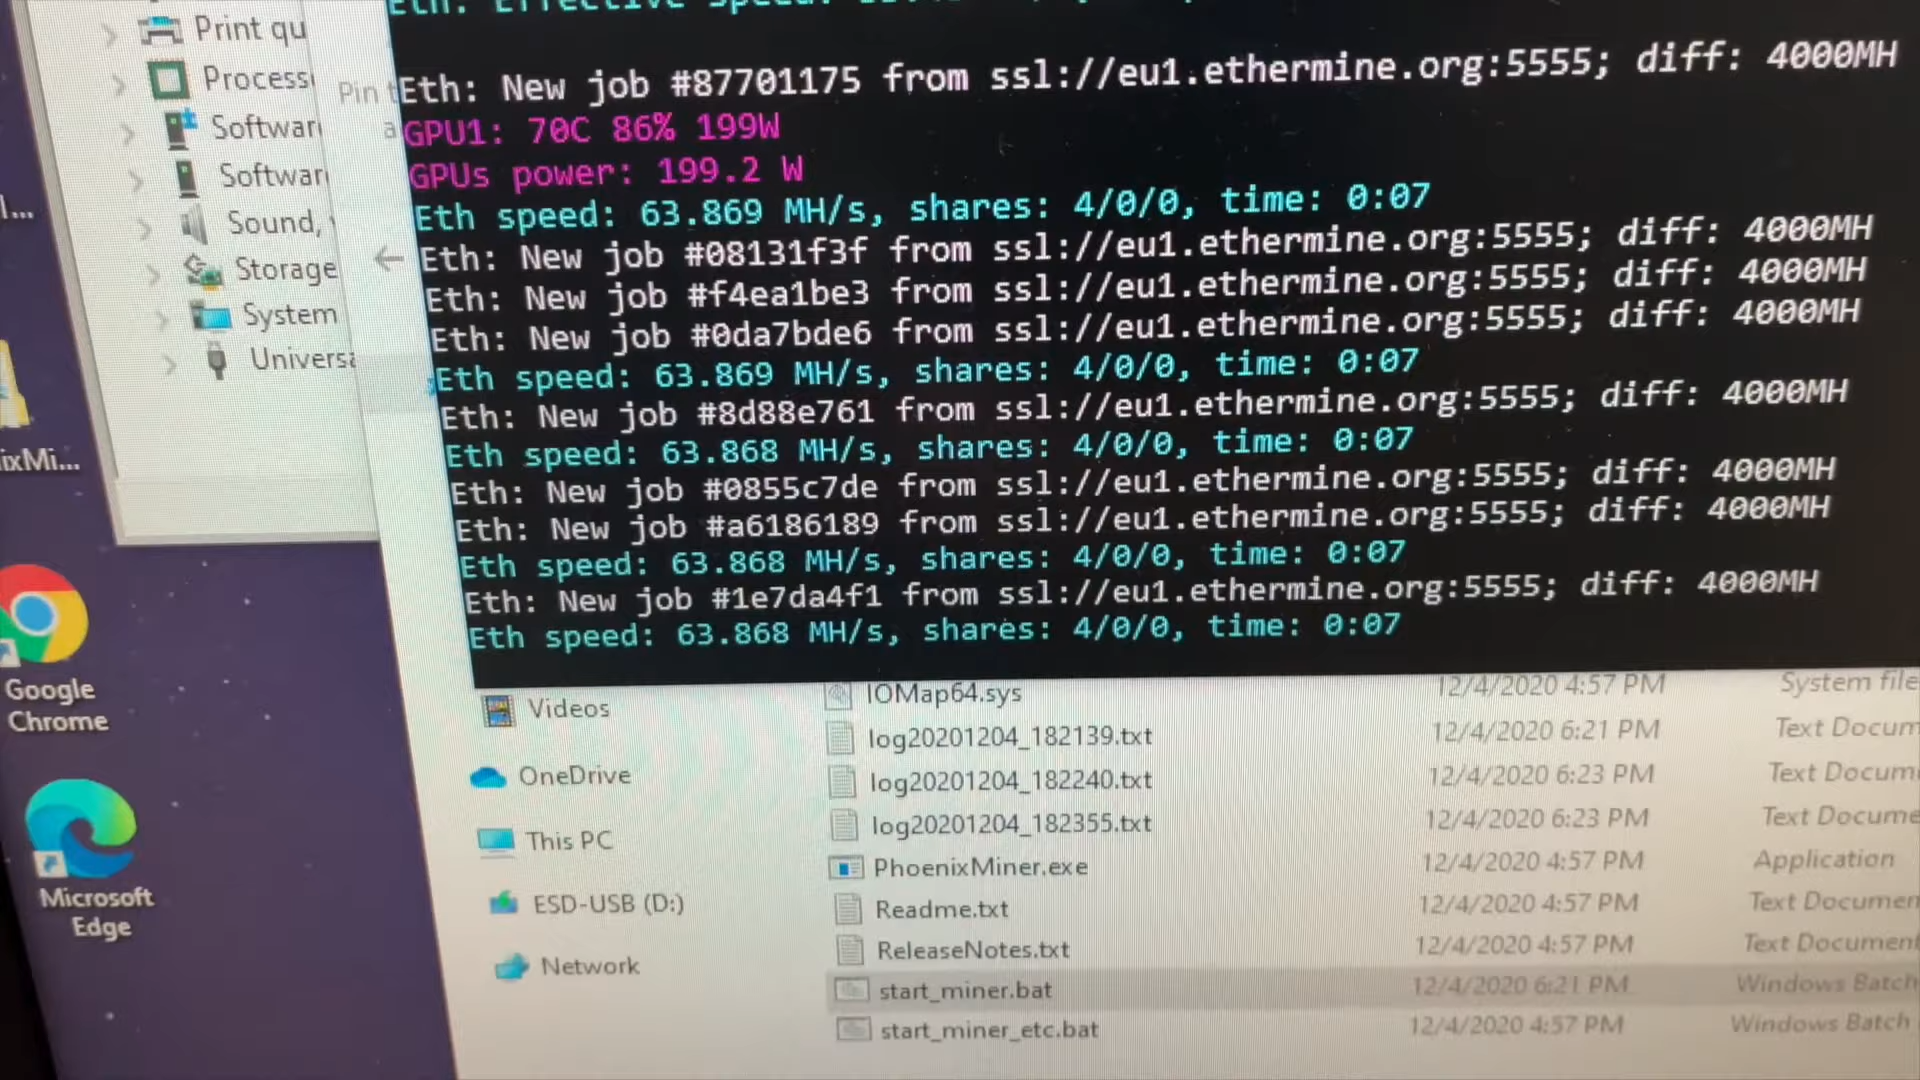 Eth: Effective speed:
Eth: New job #87701175 from ssl://eu1.ethermine.org:5555; diff: 4000MH
GPU1: 70C 86% 199W
GPUs power: 199.2 W
Eth speed: 63.869 MH/s, shares: 4/0/0, time: 0:07
Eth: New job #08131f3f from ssl://eu1.ethermine.org:5555; diff: 4000MH
Eth: New job #f4ea1be3 from ssl://eu1.ethermine.org:5555; diff: 4000MH
Eth: New job #0da7bde6 from ssl://eu1.ethermine.org:5555; diff: 4000MH
Eth speed: 63.869 MH/s, shares: 4/0/0, time: 0:07
Eth: New job #8d88e761 from ssl://eu1.ethermine.org:5555; diff: 4000MH
Eth speed: 63.868 MH/s, shares: 4/0/0, time: 0:07
Eth: New job #0855c7de from ssl://eu1.ethermine.org:5555; diff: 4000MH
Eth: New job #a6186189 from ssl://eu1.ethermine.org:5555; diff: 4000MH
Eth speed: 63.868 MH/s, shares: 4/0/0, time: 0:07
Eth: New job #1e7da4f1 from ssl://eu1.ethermine.org:5555; diff: 4000MH
Eth speed: 63.868 MH/s, shares: 4/0/0, time: 0:07
Print qu
Process
Softwar
Softwar
Sound,
Storage
System
Univers
Pin t
a
ixMi...
Google
Chrome
Microsoft
Edge
Videos
OneDrive
This PC
ESD-USB (D:)
Network
IOMap64.sys 12/4/2020 4:57 PM System file
log20201204_182139.txt 12/4/2020 6:21 PM Text Docum
log20201204_182240.txt 12/4/2020 6:23 PM Text Docum
log20201204_182355.txt 12/4/2020 6:23 PM Text Docume
PhoenixMiner.exe 12/4/2020 4:57 PM Application
Readme.txt 12/4/2020 4:57 PM Text Documen
ReleaseNotes.txt 12/4/2020 4:57 PM Text Document
start_miner.bat 12/4/2020 6:21 PM Windows Batch
start_miner_etc.bat 12/4/2020 4:57 PM Windows Batch